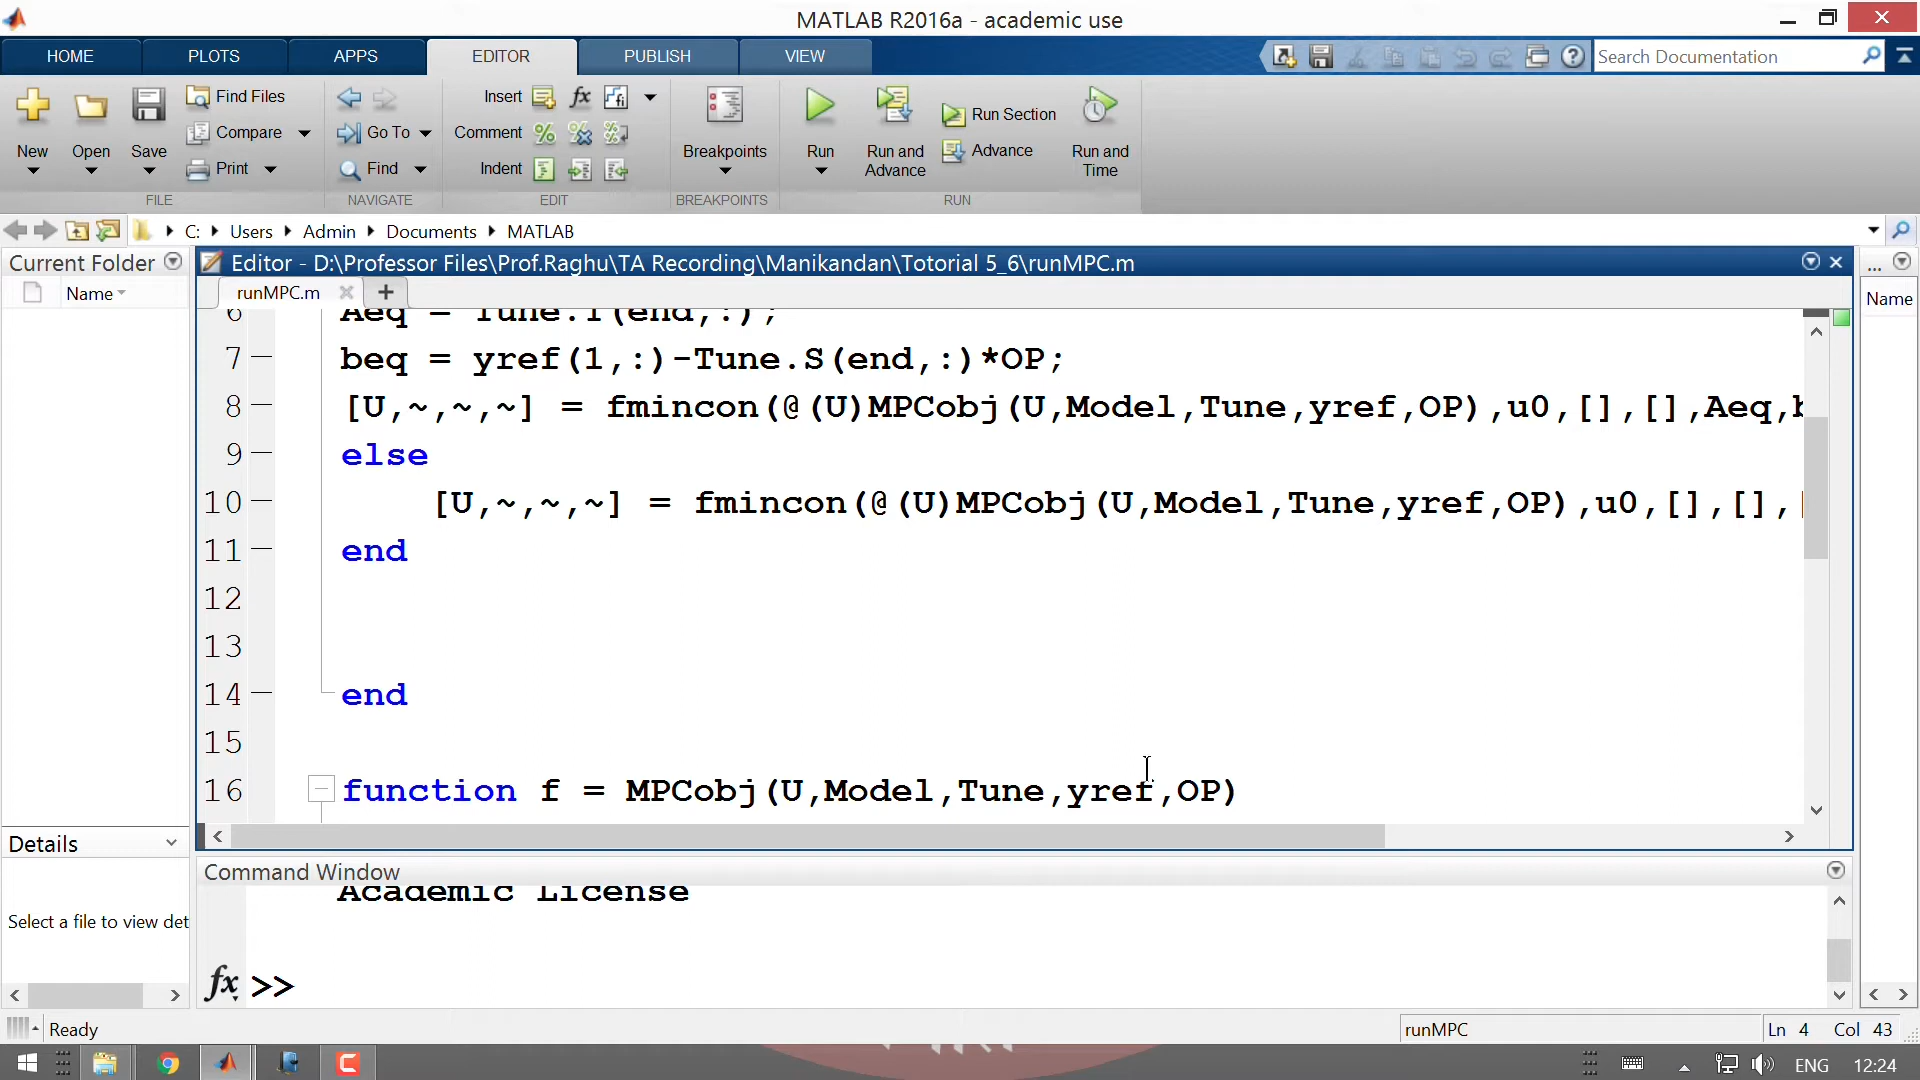 MATLAB R2016a - academic use
HOME PLOTS APPS EDITOR PUBLISH VIEW
Search Documentation
New Open Save Find Files Compare Print
Go To Find
Insert Comment Indent
Breakpoints
Run Run and Advance Run Section Advance Run and Time
FILE NAVIGATE EDIT BREAKPOINTS RUN
C: Users Admin Documents MATLAB
Current Folder
Name
Editor - D:\Professor Files\Prof.Raghu\TA Recording\Manikandan\Totorial 5_6\runMPC.m
runMPC.m
Name
6 Aeq = Tune.T(end,:);
7 beq = yref(1,:)-Tune.S(end,:)*OP;
8 [U,~,~,~] = fmincon(@(U)MPCobj(U,Model,Tune,yref,OP),u0,[],[],Aeq,b
9 else
10 [U,~,~,~] = fmincon(@(U)MPCobj(U,Model,Tune,yref,OP),u0,[],[],[
11 end
12
13
14 end
15
16 function f = MPCobj(U,Model,Tune,yref,OP)
Details
Select a file to view det
Command Window
Academic License
fx >>
Ready
runMPC
Ln 4 Col 43
ENG 12:24